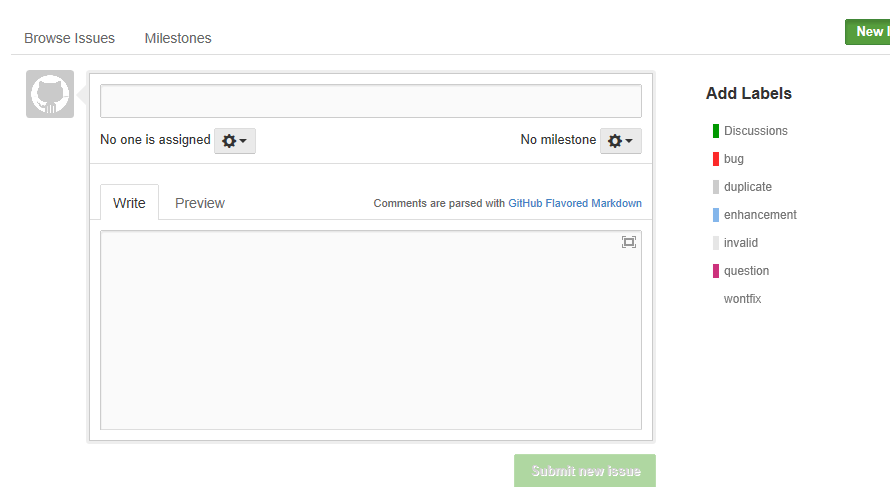 Browse Issues Milestones
New
No one is assigned No milestone
Write Preview Comments are parsed with GitHub Flavored Markdown
Submit new issue
Add Labels
Discussions
bug
duplicate
enhancement
invalid
question
wontfix